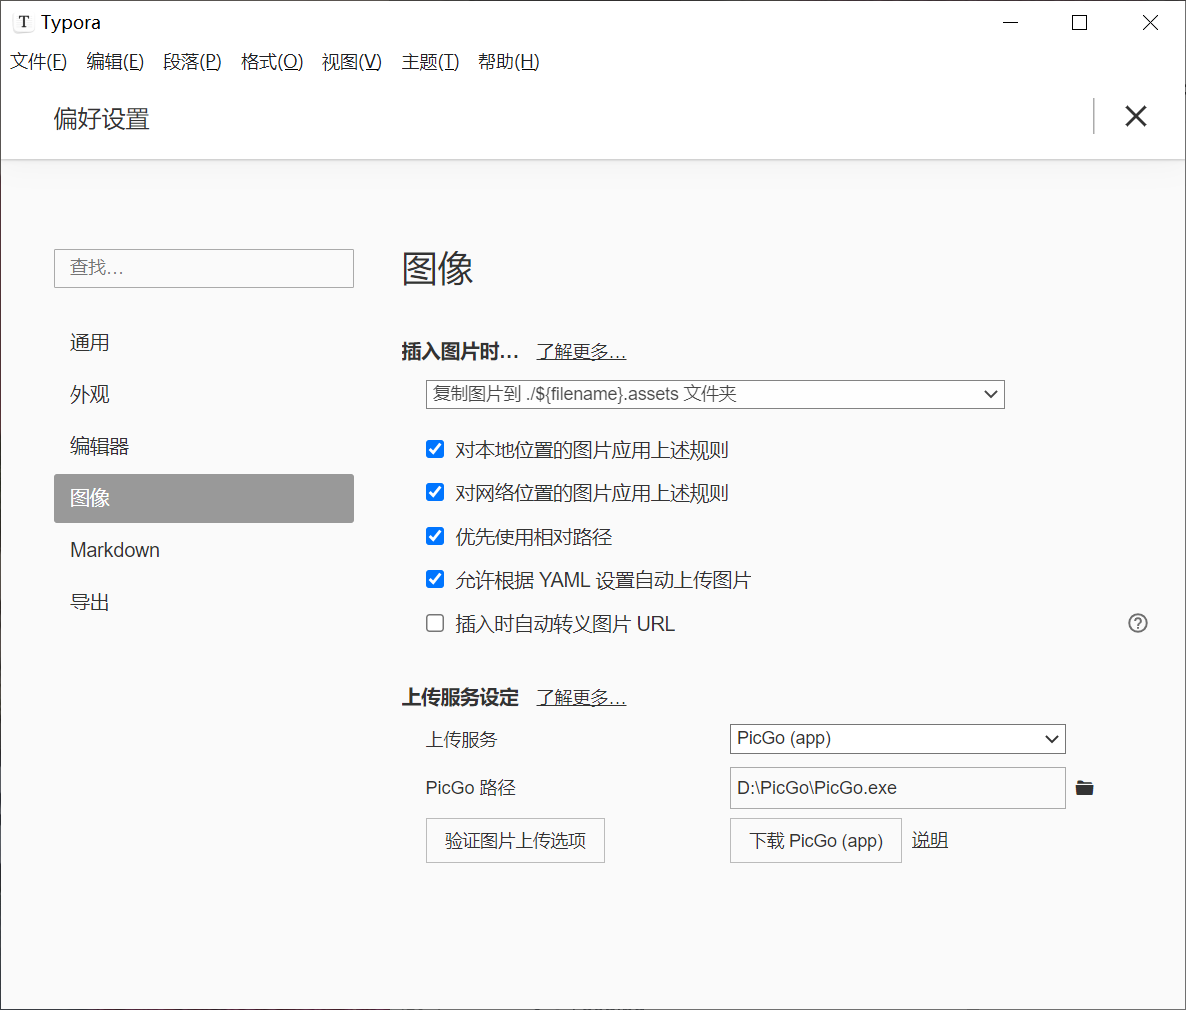 T Typora
文件(F) 编辑(E) 段落(P) 格式(O) 视图(V) 主题(T) 帮助(H)
偏好设置
查找...
通用
外观
编辑器
图像
Markdown
导出
图像
插入图片时... 了解更多...
复制图片到 ./${filename}.assets 文件夹
对本地位置的图片应用上述规则
对网络位置的图片应用上述规则
优先使用相对路径
允许根据 YAML 设置自动上传图片
插入时自动转义图片 URL
上传服务设定 了解更多...
上传服务 PicGo (app)
PicGo 路径 D:\PicGo\PicGo.exe
验证图片上传选项 下载 PicGo (app) 说明